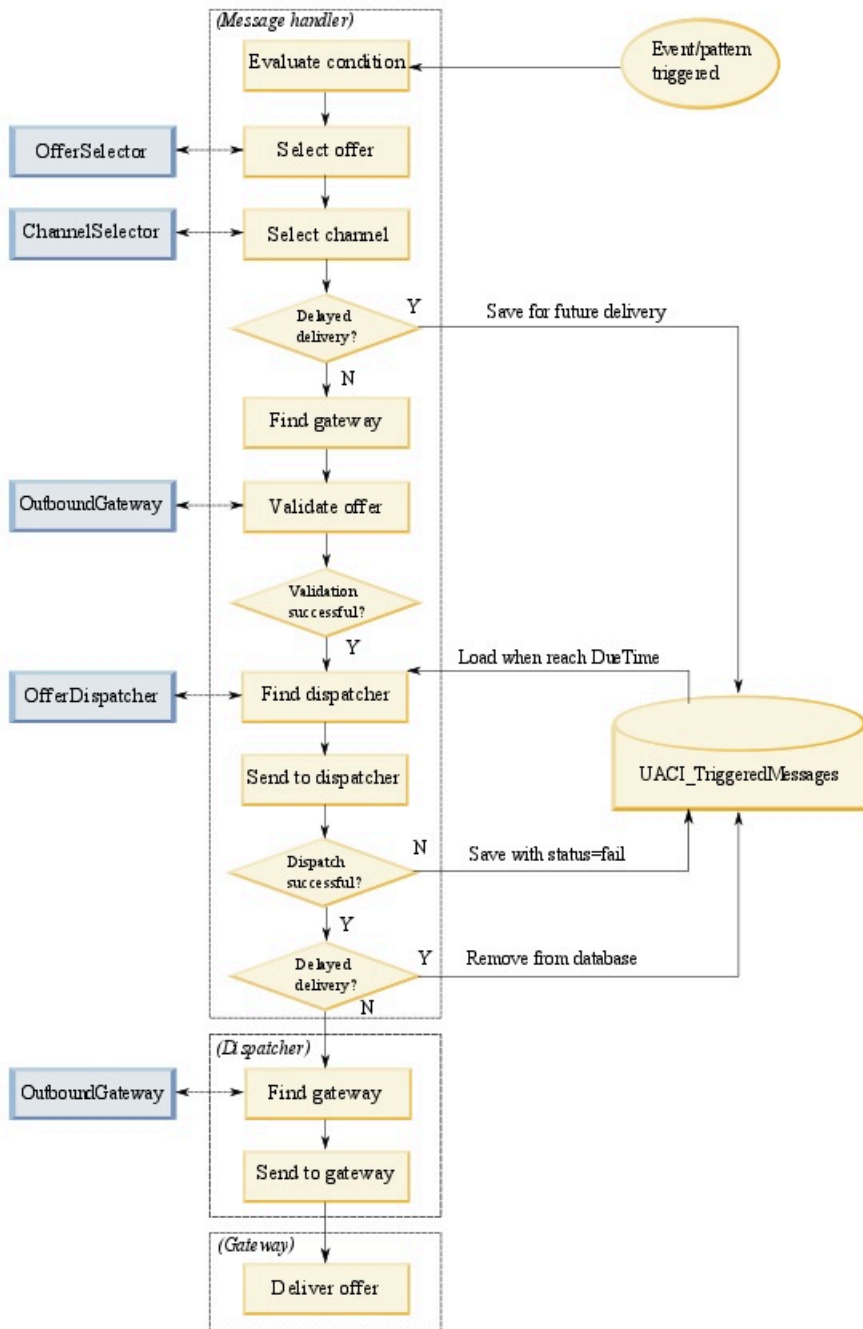 (Message handler)
Evaluate condition
Event/pattern
triggered
OfferSelector
Select offer
ChannelSelector
Select channel
Delayed
delivery?
Y
Save for future delivery
N
Find gateway
OutboundGateway
Validate offer
Validation
successful?
Y
Load when reach DueTime
OfferDispatcher
Find dispatcher
Send to dispatcher
UACI_TriggeredMessages
Dispatch
successful?
N
Save with status=fail
Y
Delayed
delivery?
Y
Remove from database
N
(Dispatcher)
OutboundGateway
Find gateway
Send to gateway
(Gateway)
Deliver offer